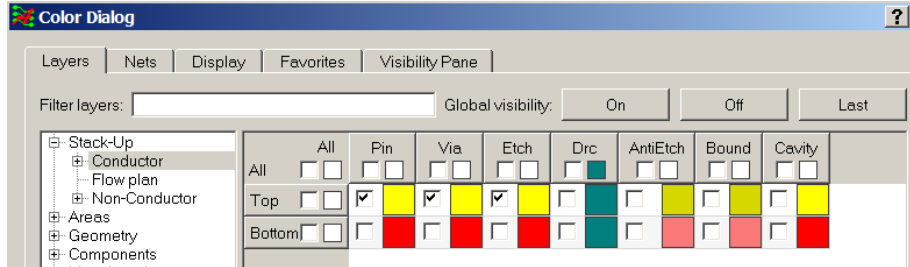 Color Dialog ?
Layers Nets Display Favorites Visibility Pane
Filter layers: Global visibility: On Off Last
Stack-Up
Conductor
Flow plan
Non-Conductor
Areas
Geometry
Components
All Pin Via Etch Drc AntiEtch Bound Cavity
All
Top
Bottom